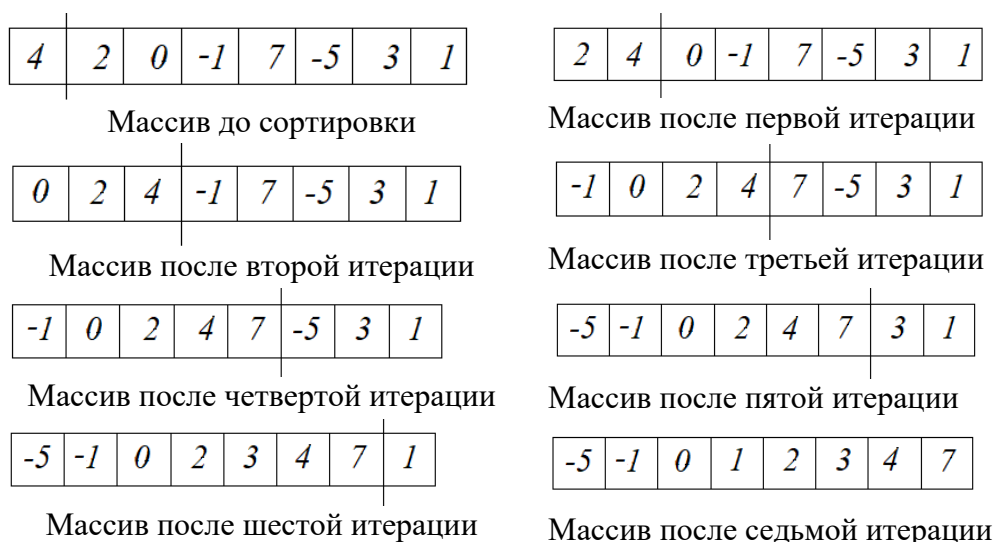 4 2 0 -1 7 -5 3 1
Массив до сортировки
2 4 0 -1 7 -5 3 1
Массив после первой итерации
0 2 4 -1 7 -5 3 1
Массив после второй итерации
-1 0 2 4 7 -5 3 1
Массив после третьей итерации
-1 0 2 4 7 -5 3 1
Массив после четвертой итерации
-5 -1 0 2 4 7 3 1
Массив после пятой итерации
-5 -1 0 2 3 4 7 1
Массив после шестой итерации
-5 -1 0 1 2 3 4 7
Массив после седьмой итерации